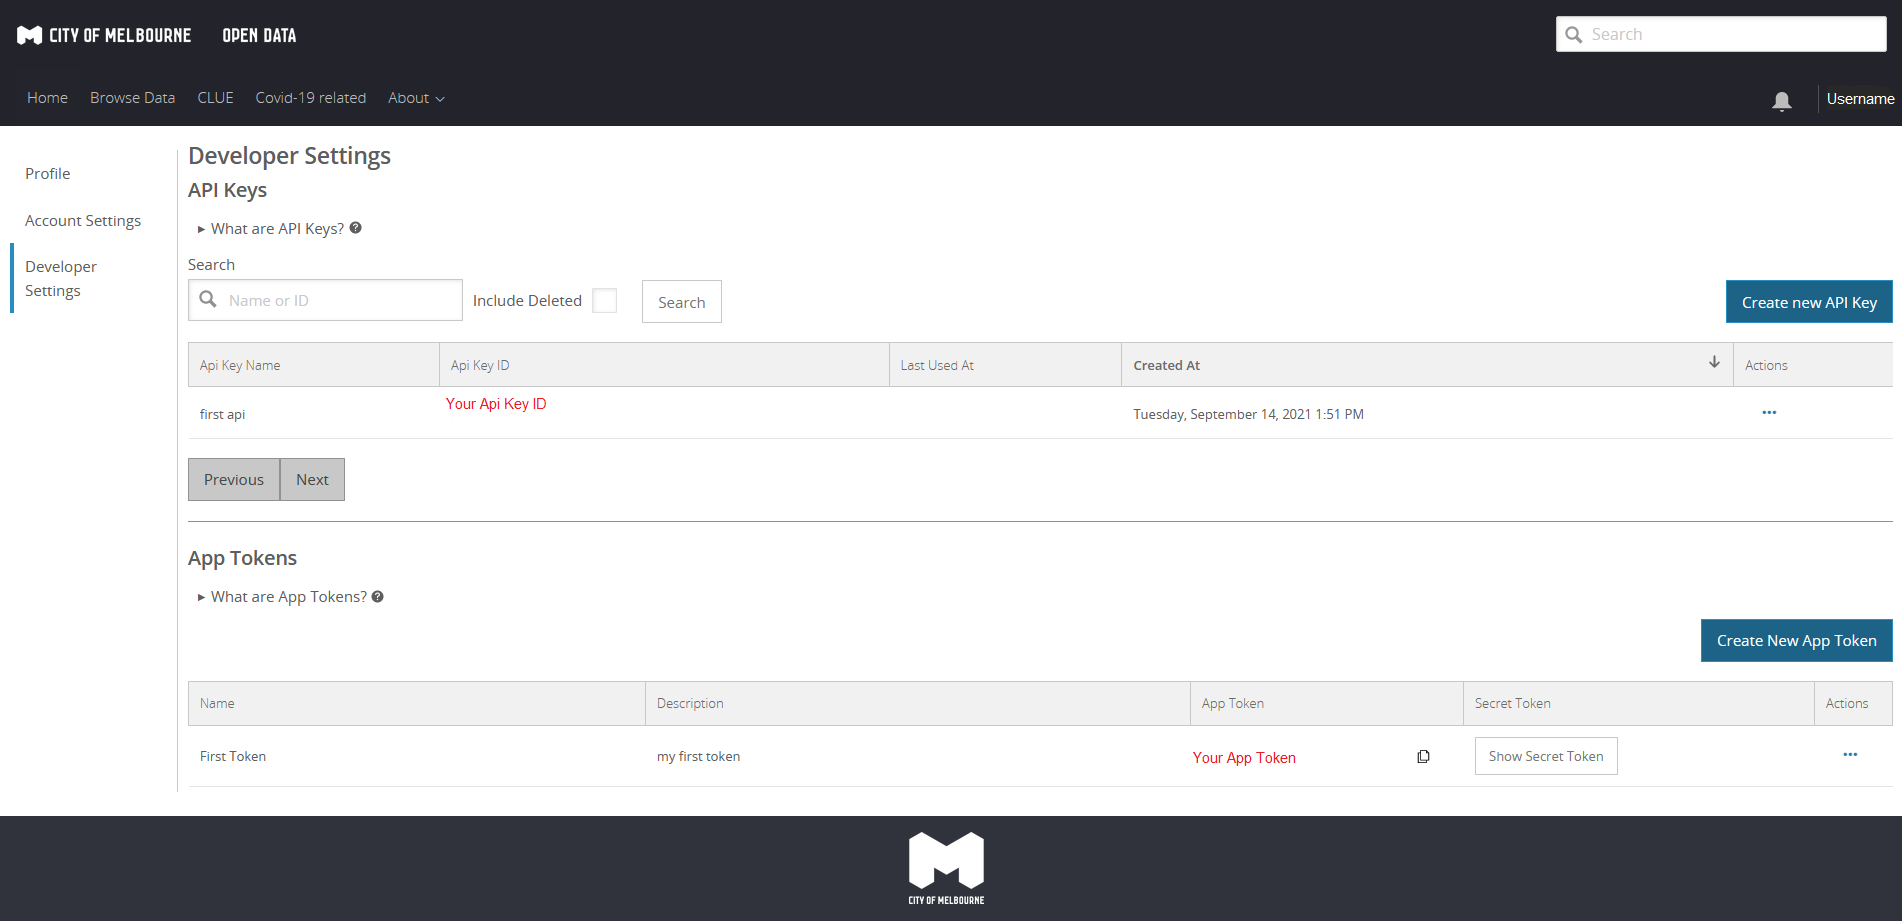 CITY OF MELBOURNE OPEN DATA
Search
Home Browse Data CLUE Covid-19 related About
Username
Profile
Account Settings
Developer
Settings
Developer Settings
API Keys
What are API Keys?
Search
Name or ID
Include Deleted
Search
Create new API Key
Api Key Name Api Key ID Last Used At Created At Actions
first api Your Api Key ID Tuesday, September 14, 2021 1:51 PM
Previous Next
App Tokens
What are App Tokens?
Create New App Token
Name Description App Token Secret Token Actions
First Token my first token Your App Token Show Secret Token
CITY OF MELBOURNE